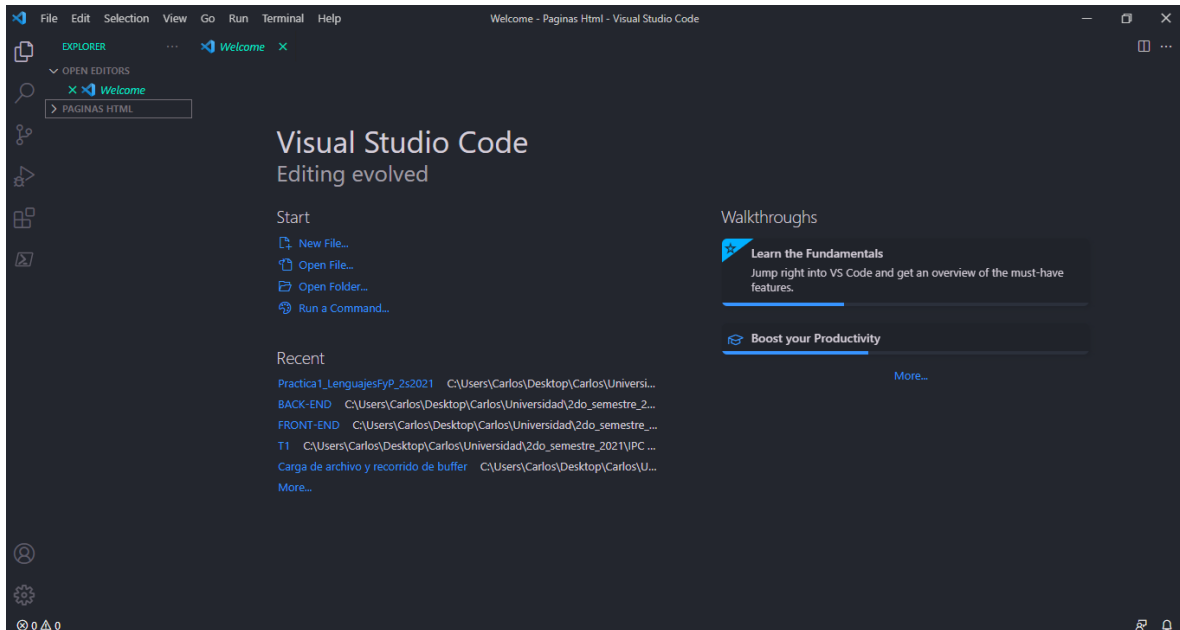 File Edit Selection View Go Run Terminal Help Welcome - Paginas Html - Visual Studio Code
EXPLORER ··· Welcome
OPEN EDITORS
Welcome
PAGINAS HTML
Visual Studio Code
Editing evolved
Start
New File...
Open File...
Open Folder...
Run a Command...
Recent
Practica1_LenguajesFyP_2s2021 C:\Users\Carlos\Desktop\Carlos\Universi...
BACK-END C:\Users\Carlos\Desktop\Carlos\Universidad\2do_semestre_2...
FRONT-END C:\Users\Carlos\Desktop\Carlos\Universidad\2do_semestre_...
T1 C:\Users\Carlos\Desktop\Carlos\Universidad\2do_semestre_2021\IPC ...
Carga de archivo y recorrido de buffer C:\Users\Carlos\Desktop\Carlos\U...
More...
Walkthroughs
Learn the Fundamentals
Jump right into VS Code and get an overview of the must-have
features.
Boost your Productivity
More...
0 0